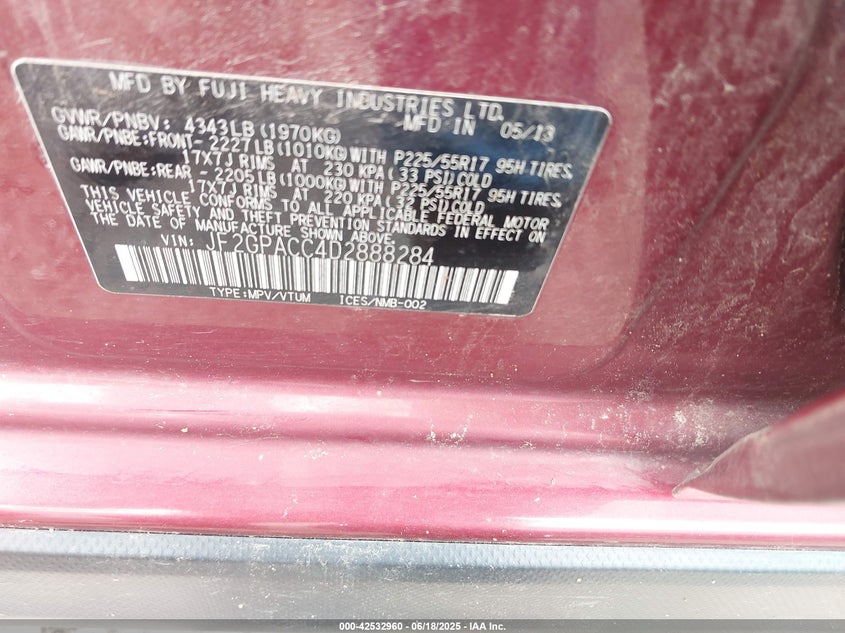 MFD BY FUJI HEAVY INDUSTRIES LTD.
MFD IN 05/13
GVWR/PNBV: 4343LB(1970KG)
GAWR/PNBE:FRONT- 2227LB(1010KG)WITH P225/55R17 95H TIRES.
17X7J RIMS AT 230 KPA(33 PSI)COLD
GAWR/PNBE:REAR - 2205LB(1000KG)WITH P225/55R17 95H TIRES.
17X7J RIMS AT 220 KPA(32 PSI)COLD
THIS VEHICLE CONFORMS TO ALL APPLICABLE FEDERAL MOTOR
VEHICLE SAFETY AND THEFT PREVENTION STANDARDS IN EFFECT ON
THE DATE OF MANUFACTURE SHOWN ABOVE.
VIN: JF2GPACC4D2888284
TYPE:MPV/VTUM ICES/NMB-002
000-42532960 - 06/18/2025 - IAA Inc.